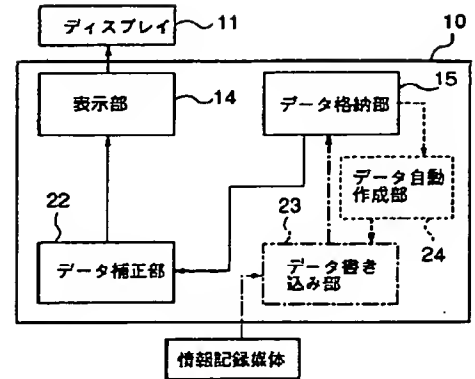 ディスプレイ
11
10
表示部
14
15
データ格納部
データ自動
作成部
24
22
データ補正部
23
データ書き
込み部
情報記録媒体